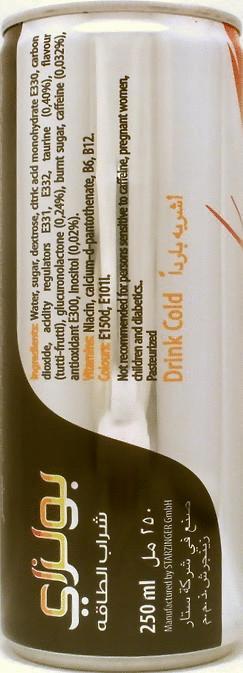 Ingredients: Water, sugar, dextrose, citric acid monohydrate E330, carbon
dioxide, acidity regulators E331, E332, taurine (0,40%), flavour
(tutti-frutti), glucuronolactone (0,24%), burnt sugar, caffeine (0,032%),
antioxidant E300, Inositol (0,02%).
Vitamins: Niacin, calcium-d-pantothenate, B6, B12.
Colours: E150d, E101i.
Not recommended for persons sensitive to caffeine, pregnant women,
children and diabetics.
Pasteurized
Drink Cold أشربه بارداً
شراب الطاقه
250 ml ٢٥٠ مل
Manufactured by STARZINGER GmbH
صنع في شركة ستار
زينجرش.ذ.م.م